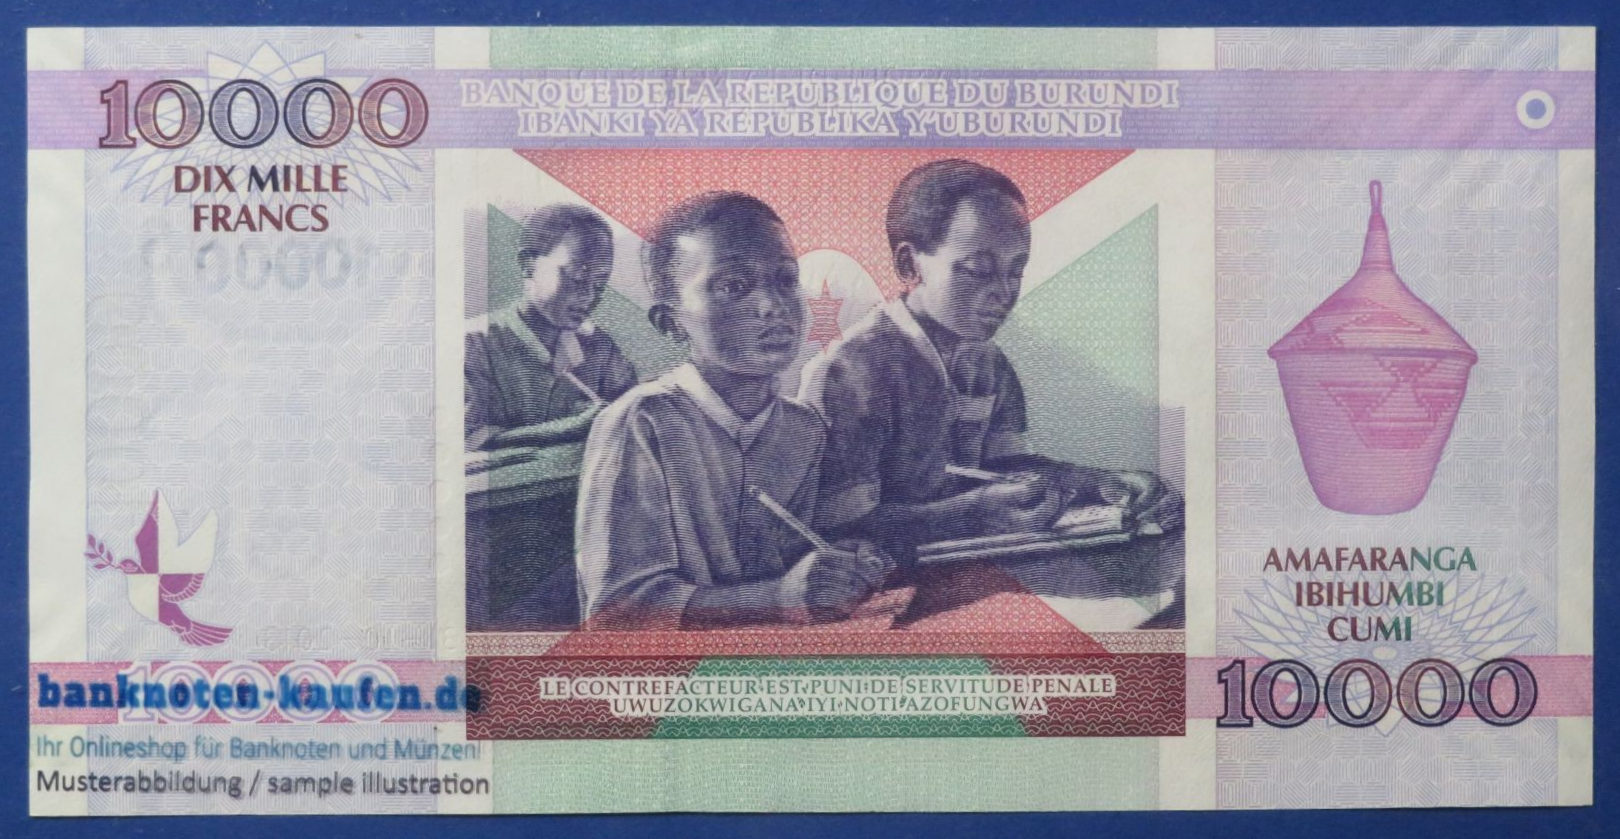 10000
BANQUE DE LA REPUBLIQUE DU BURUNDI
IBANKI YA REPUBLIKA Y'UBURUNDI
DIX MILLE
FRANCS
AMAFARANGA
IBIHUMBI
CUMI
10000
10000
LE CONTREFACTEUR EST PUNI DE SERVITUDE PENALE
UWUZOKWIGANA IYI NOTI AZOFUNGWA
banknoten-kaufen.de
Ihr Onlineshop für Banknoten und Münzen!
Musterabbildung / sample illustration